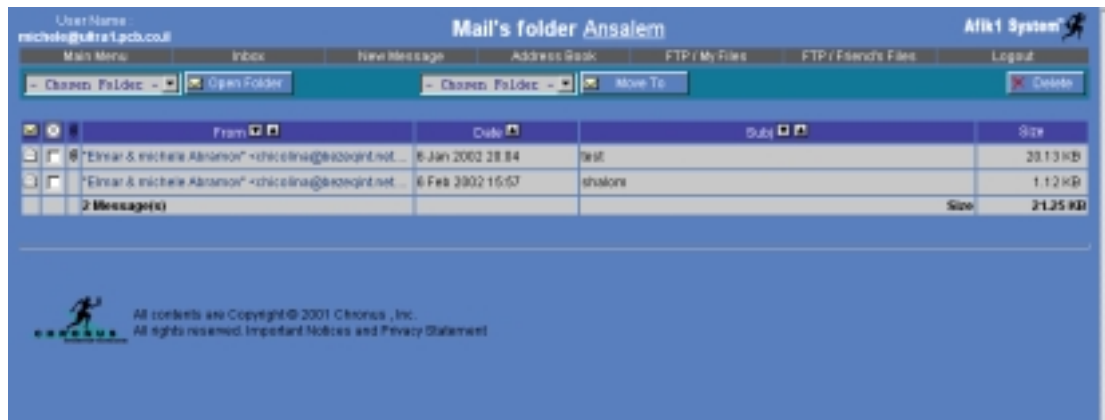 User Name :
michele@ultra1.pcb.co.il
Mail's folder Ansalem
Afik1 System
Main Menu Inbox New Message Address Book FTP / My Files FTP / Friend's Files Logout
- Chosen Folder - Open Folder - Chosen Folder - Move To Delete
From Date Subj Size
"Elmar & michele Abramon" <chicolina@bezeqint.net... 6 Jan 2002 20:04 test 20.13 KB
"Elmar & michele Abramon" <chicolina@bezeqint.net... 6 Feb 2002 15:57 shalom 1.12 KB
2 Message(s) Size 21.25 KB
All contents are Copyright © 2001 Chronus , Inc.
All rights reserved. Important Notices and Privacy Statement
CHRONUS